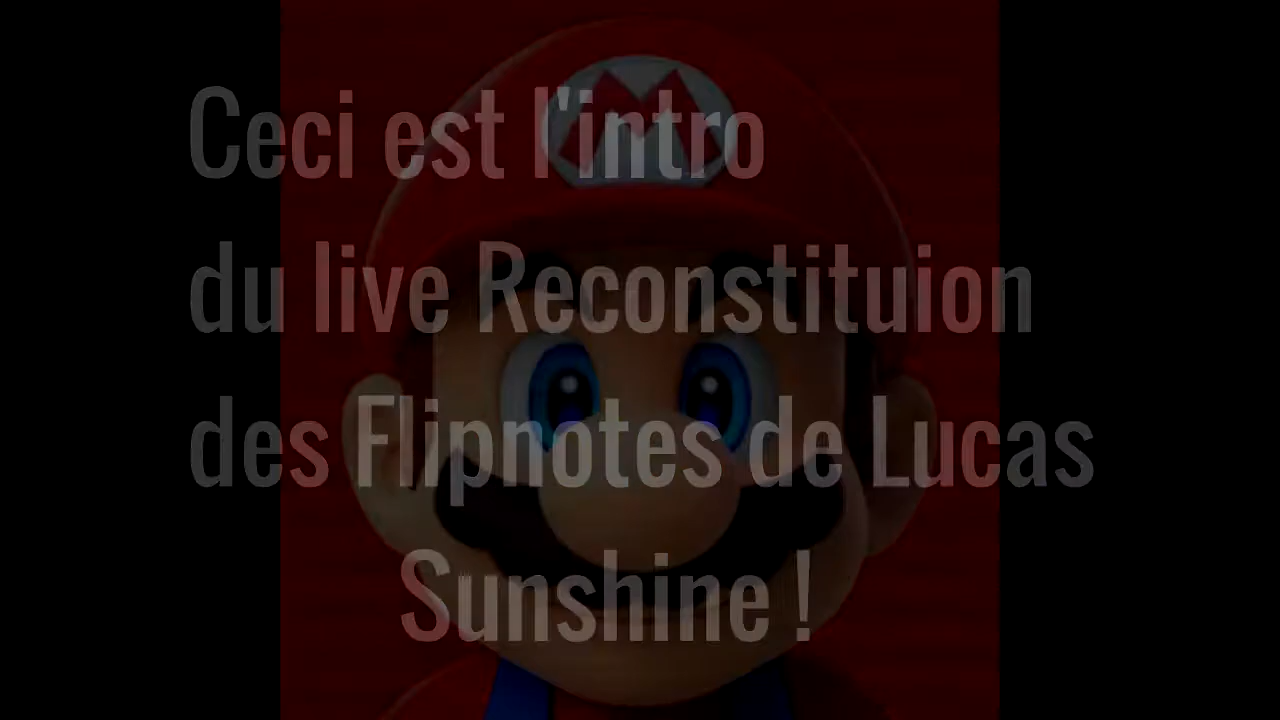 Ceci est l'intro
du live Reconstituion
des Flipnotes de Lucas
Sunshine !